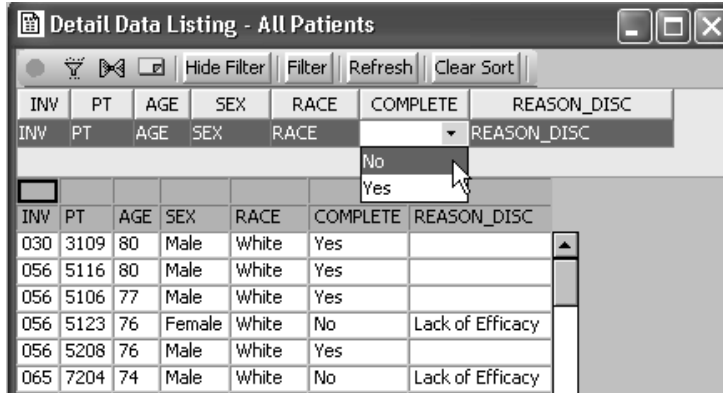 Detail Data Listing - All Patients
Hide Filter Filter Refresh Clear Sort
INV PT AGE SEX RACE COMPLETE REASON_DISC
INV PT AGE SEX RACE REASON_DISC
No
Yes
INV PT AGE SEX RACE COMPLETE REASON_DISC
030 3109 80 Male White Yes
056 5116 80 Male White Yes
056 5106 77 Male White Yes
056 5123 76 Female White No Lack of Efficacy
056 5208 76 Male White Yes
065 7204 74 Male White No Lack of Efficacy